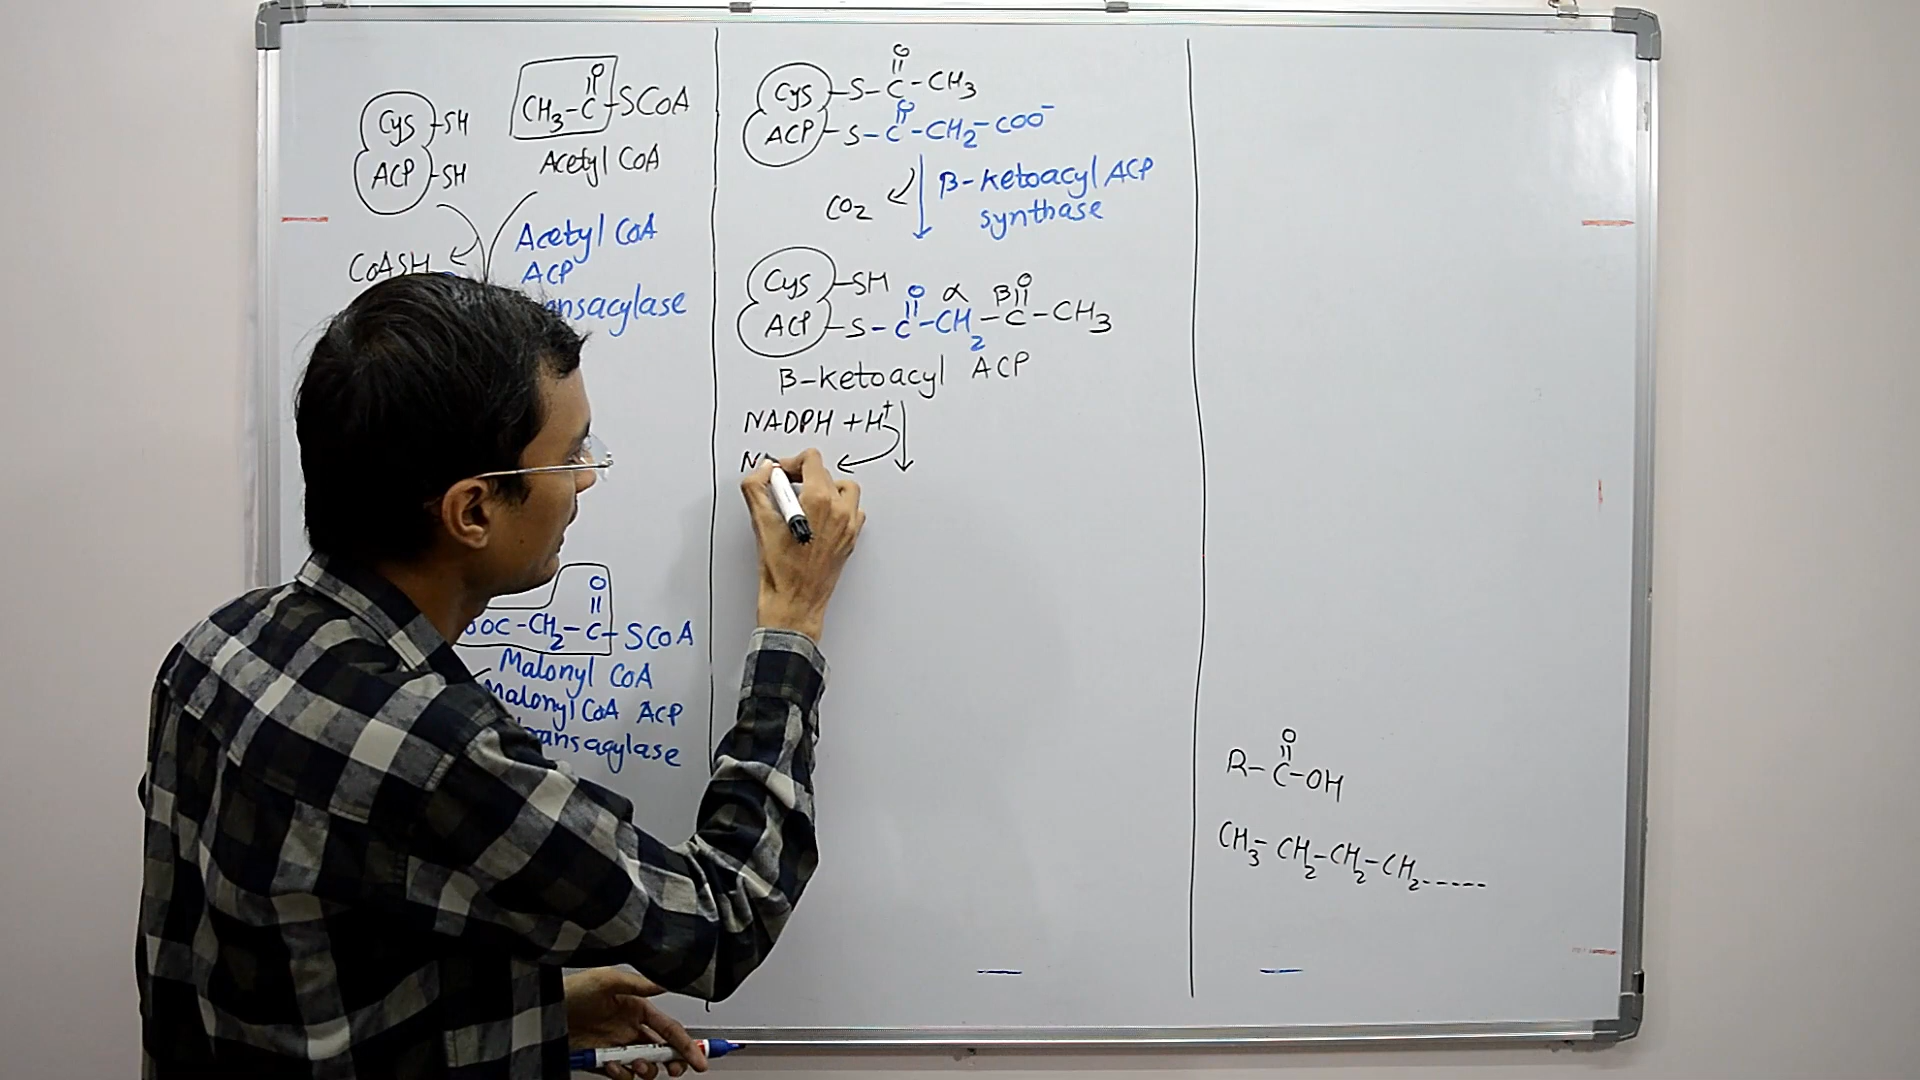 Cys -SH
ACP -SH
CH3-C-SCoA
O
Acetyl CoA
CoASH
Acetyl CoA
ACP
O
OOC-CH2-C-SCoA
Malonyl CoA
Malonyl CoA ACP
Cys -S-C-CH3
O
ACP -S-C-CH2-COO-
O
CO2
β-ketoacyl ACP
synthase
Cys -SH
O α β O
ACP -S-C-CH2-C-CH3
β-ketoacyl ACP
NADPH + H+
O
R-C-OH
CH3-CH2-CH2-CH2-----